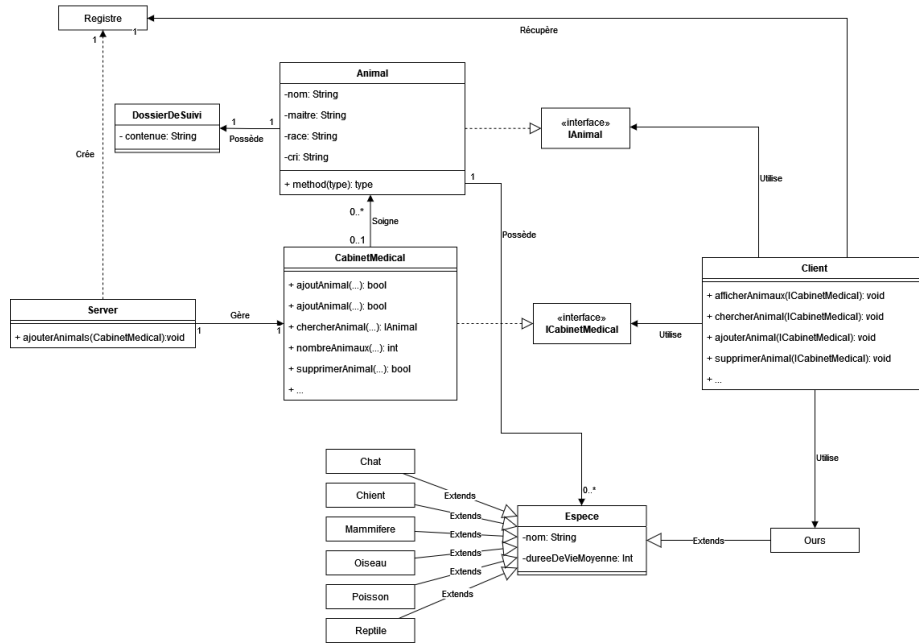 Registre
1
1
Récupère
Animal
-nom: String
-maitre: String
-race: String
-cri: String
+ method(type): type
DossierDeSuivi
- contenue: String
1
1
Possède
«interface»
IAnimal
Crèe
Utilise
1
Possède
0..*
Soigne
0..1
CabinetMedical
+ ajoutAnimal(...): bool
+ ajoutAnimal(...): bool
+ chercherAnimal(...): IAnimal
+ nombreAnimaux(...): int
+ supprimerAnimal(...): bool
+ ...
Server
+ ajouterAnimals(CabinetMedical):void
Gère
1
1
«interface»
ICabinetMedical
Utilise
Client
+ afficherAnimaux(ICabinetMedical): void
+ chercherAnimal(ICabinetMedical): void
+ ajouterAnimal(ICabinetMedical): void
+ supprimerAnimal(ICabinetMedical): void
+ ...
Utilise
Chat
Extends
Chient
Extends
Mammifere
Extends
Oiseau
Extends
Poisson
Extends
Reptile
Extends
0..*
Espece
-nom: String
-dureeDeVieMoyenne: Int
Extends
Ours